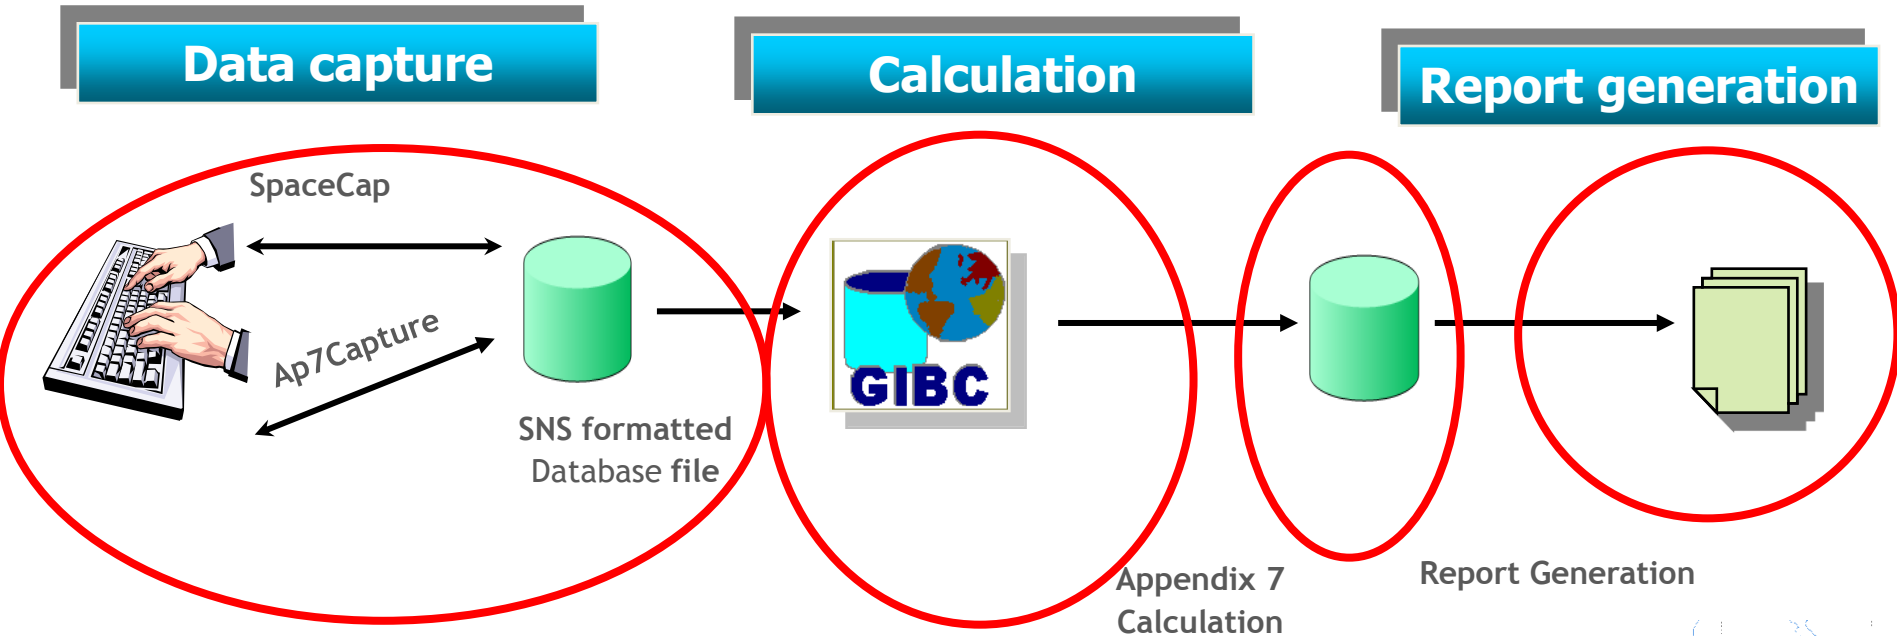 Data capture
Calculation
Report generation
SpaceCap
Ap7Capture
SNS formatted
Database file
GIBC
Appendix 7
Calculation
Report Generation